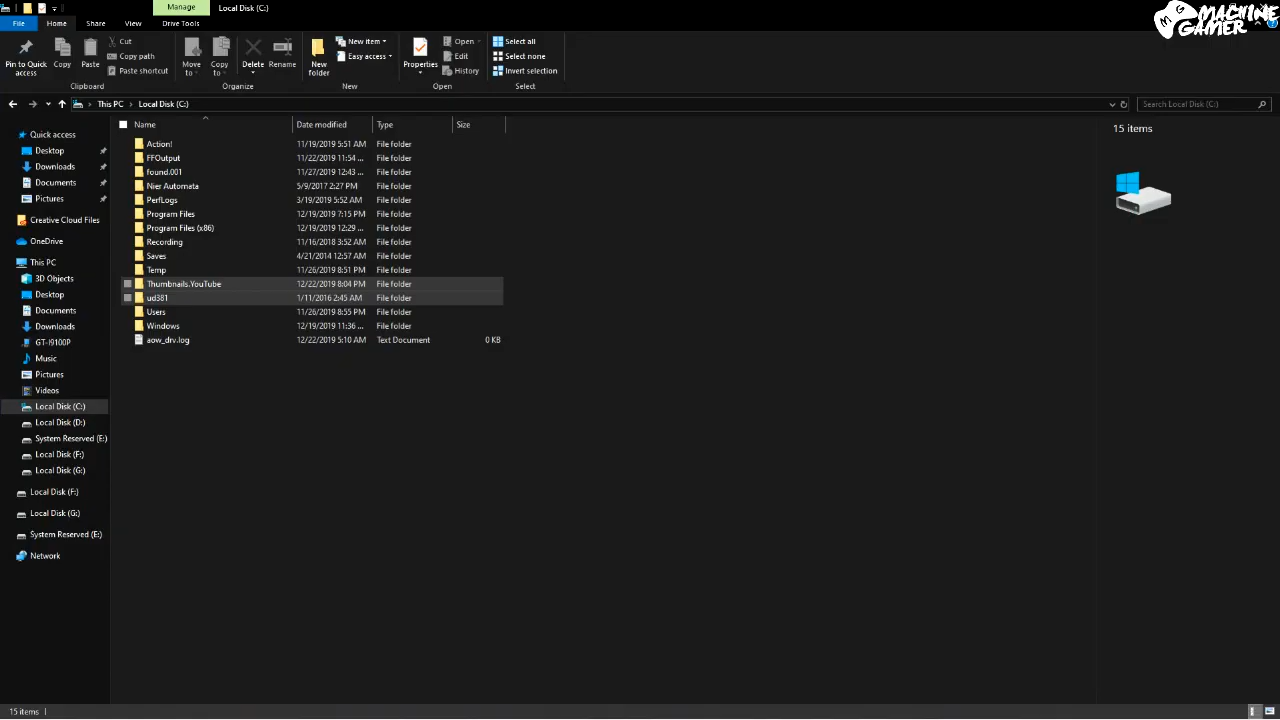 Manage
Local Disk (C:)
File
Home
Share
View
Drive Tools
MG MACHINE
GAMER
Pin to Quick
access
Copy
Paste
Cut
Copy path
Paste shortcut
Clipboard
Move
to
Copy
to
Delete
Rename
Organize
New
folder
New item
Easy access
New
Properties
Open
Edit
History
Open
Select all
Select none
Invert selection
Select
This PC
Local Disk (C:)
Search Local Disk (C:)
Quick access
Desktop
Downloads
Documents
Pictures
Creative Cloud Files
OneDrive
This PC
3D Objects
Desktop
Documents
Downloads
GT-I9100P
Music
Pictures
Videos
Local Disk (C:)
Local Disk (D:)
System Reserved (E:)
Local Disk (F:)
Local Disk (G:)
Local Disk (F:)
Local Disk (G:)
System Reserved (E:)
Network
Name Date modified Type Size
Action! 11/19/2019 5:51 AM File folder
FFOutput 11/22/2019 11:54 ... File folder
found.001 11/27/2019 12:43 ... File folder
Nier Automata 5/9/2017 2:27 PM File folder
PerfLogs 3/19/2019 5:52 AM File folder
Program Files 12/19/2019 7:15 PM File folder
Program Files (x86) 12/19/2019 12:29 ... File folder
Recording 11/16/2018 3:52 AM File folder
Saves 4/21/2014 12:57 AM File folder
Temp 11/26/2019 8:51 PM File folder
Thumbnails.YouTube 12/22/2019 8:04 PM File folder
ud381 1/11/2016 2:45 AM File folder
Users 11/26/2019 8:55 PM File folder
Windows 12/19/2019 11:36 ... File folder
aow_drv.log 12/22/2019 5:10 AM Text Document 0 KB
15 items
15 items